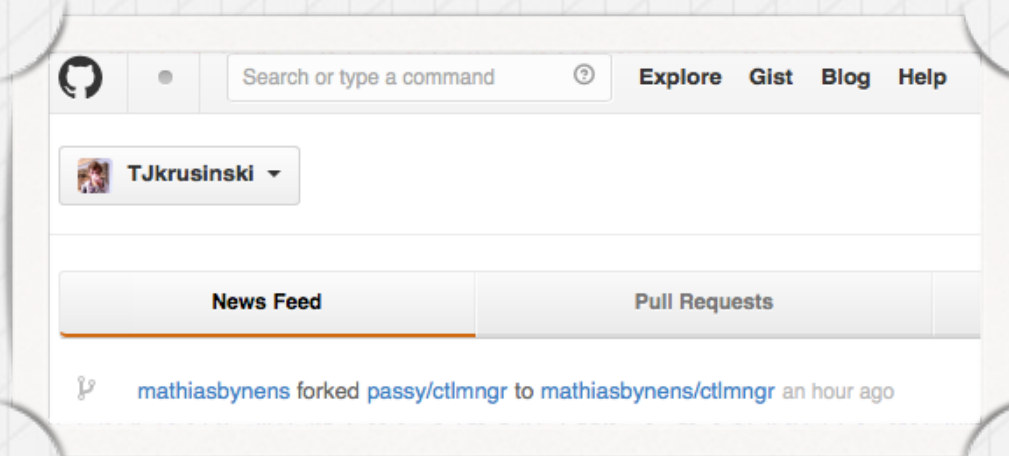 Search or type a command Explore Gist Blog Help
TJkrusinski
News Feed Pull Requests
mathiasbynens forked passy/ctlmngr to mathiasbynens/ctlmngr an hour ago